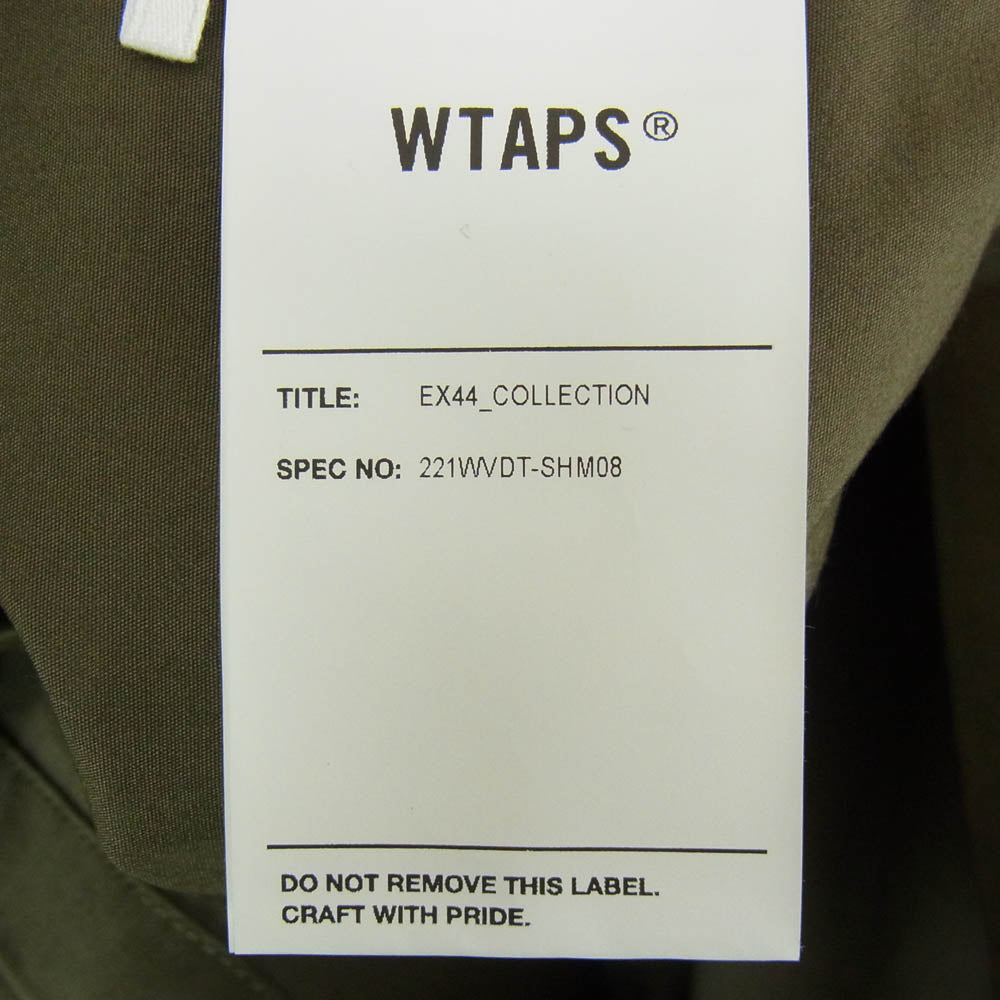 WTAPS®
TITLE: EX44_COLLECTION
SPEC NO: 221WVDT-SHM08
DO NOT REMOVE THIS LABEL.
CRAFT WITH PRIDE.